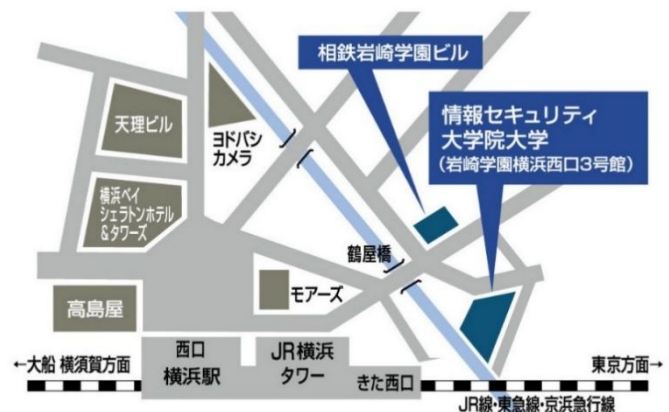 相鉄岩崎学園ビル
情報セキュリティ
大学院大学
(岩崎学園横浜西口3号館)
天理ビル
ヨドバシ
カメラ
横浜ベイ
シェラトンホテル
&タワーズ
鶴屋橋
モアーズ
高島屋
西口
横浜駅
JR横浜
タワー
きた西口
←大船 横須賀方面
東京方面→
JR線・東急線・京浜急行線